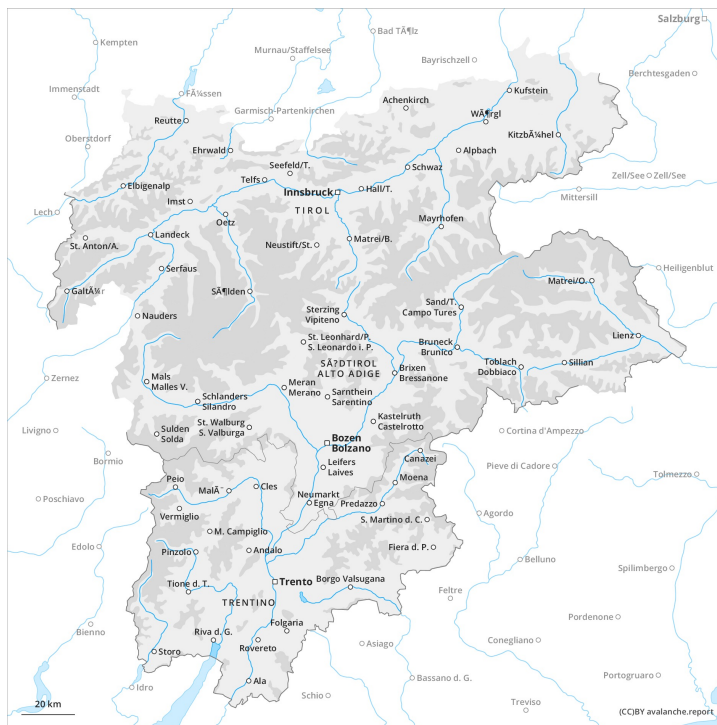 Salzburg
Kempten
Bad TÃ¶lz
Murnau/Staffelsee
Bayrischzell
Berchtesgaden
Immenstadt
FÃ¼ssen
Kufstein
Garmisch-Partenkirchen
Achenkirch
WÃ¶rgl
Reutte
Oberstdorf
KitzbÃ¼hel
Ehrwald
Alpbach
Seefeld/T.
Schwaz
Telfs
Zell/See
Zell/See
Elbigenalp
Innsbruck
Hall/T.
Mittersill
Imst
TIROL
Lech
Oetz
Mayrhofen
Landeck
St. Anton/A.
Neustift/St.
Matrei/B.
Serfaus
Heiligenblut
Matrei/O.
GaltÃ¼r
SÃ¶lden
Sand/T.
Campo Tures
Nauders
Sterzing
Vipiteno
Lienz
St. Leonhard/P.
S. Leonardo i. P.
Bruneck
Brunico
Toblach
Dobbiaco
Sillian
SÃ?DTIROL
ALTO ADIGE
Brixen
Bressanone
Zernez
Mals
Malles V.
Meran
Merano
Schlanders
Silandro
Sarnthein
Sarentino
Livigno
Sulden
Solda
St. Walburg
S. Valburga
Kastelruth
Castelrotto
Cortina d'Ampezzo
Bozen
Bolzano
Bormio
Canazei
Pieve di Cadore
Leifers
Laives
Tolmezzo
Peio
MalÃ¨
Cles
Moena
Poschiavo
Neumarkt
Egna
Predazzo
Vermiglio
Agordo
S. Martino d. C.
M. Campiglio
Edolo
Pinzolo
Andalo
Fiera d. P.
Belluno
Spilimbergo
Tione d. T.
Trento
Borgo Valsugana
Feltre
TRENTINO
Pordenone
Bienno
Folgaria
Riva d. G.
Rovereto
Asiago
Conegliano
Storo
Portogruaro
Ala
Bassano d. G.
Idro
Schio
Treviso
20 km
(CC)BY avalanche.report